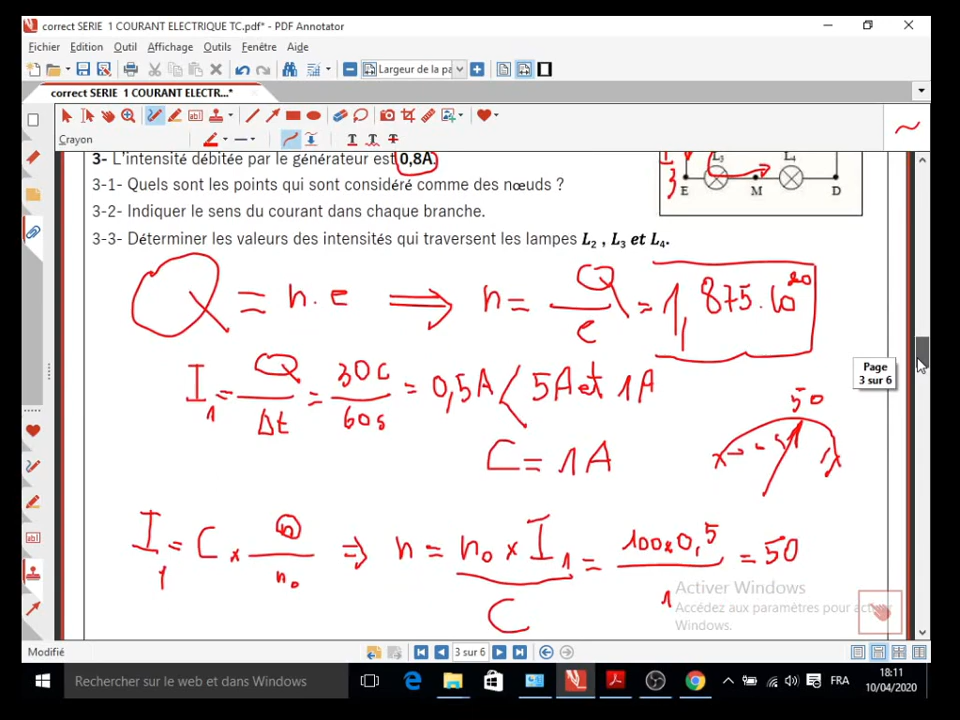 correct SERIE 1 COURANT ELECTRIQUE TC.pdf* - PDF Annotator
Fichier Edition Outil Affichage Outils Fenêtre Aide
Largeur de la pa
correct SERIE 1 COURANT ELECTR...*
Crayon
3- L'intensité débitée par le générateur est 0,8A.
3-1- Quels sont les points qui sont considéré comme des nœuds ?
3-2- Indiquer le sens du courant dans chaque branche.
3-3- Déterminer les valeurs des intensités qui traversent les lampes L2 , L3 et L4.
I3
L3 L4
E M D
Q = n.e ⟹ n = Q/e = 1,875.10^20
I1 = Q/Δt = 30C/60s = 0,5A < 5A et 1A
50
C = 1A
I1 = C × n/n0 ⇒ n = n0 × I1/C = 100×0,5/1 = 50
Page
3 sur 6
Activer Windows
Accédez aux paramètres pour activer
Windows.
Modifié
3 sur 6
Rechercher sur le web et dans Windows
FRA
18:11
10/04/2020